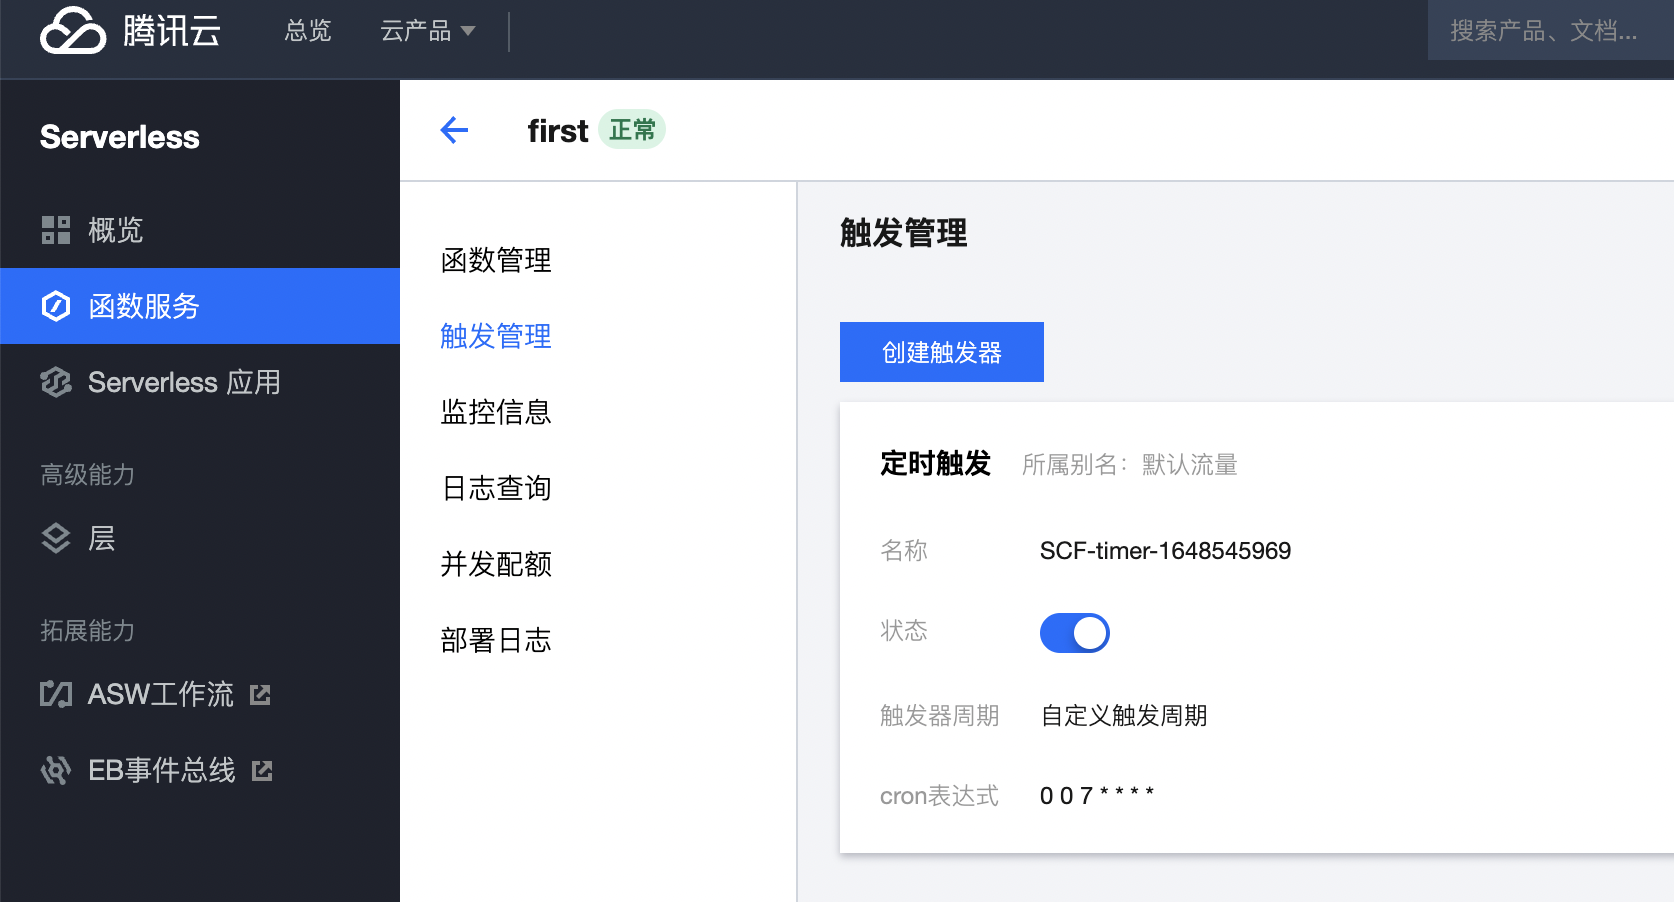 腾讯云
总览
云产品
搜索产品、文档...
Serverless
概览
函数服务
Serverless 应用
高级能力
层
拓展能力
ASW工作流
EB事件总线
first 正常
函数管理
触发管理
监控信息
日志查询
并发配额
部署日志
触发管理
创建触发器
定时触发 所属别名：默认流量
名称 SCF-timer-1648545969
状态
触发器周期 自定义触发周期
cron表达式 0 0 7 * * * *